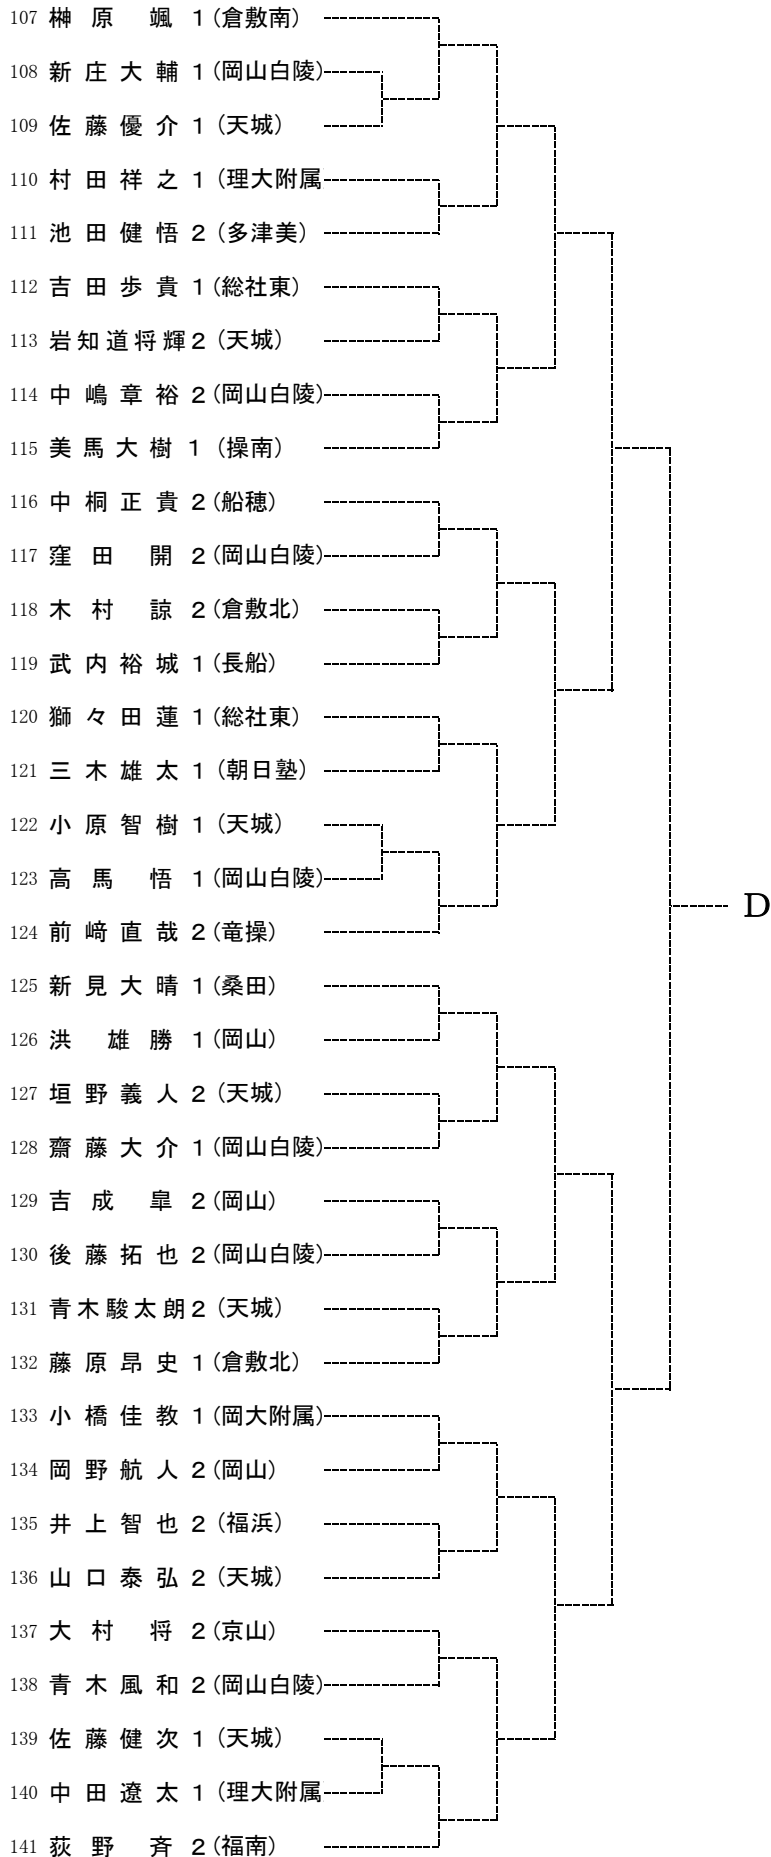 107 榊原 颯 1 (倉敷南)
108 新庄大輔 1 (岡山白陵)
109 佐藤優介 1 (天城)
110 村田祥之 1 (理大附属
111 池田健悟 2 (多津美)
112 吉田歩貴 1 (総社東)
113 岩知道将輝 2 (天城)
114 中嶋章裕 2 (岡山白陵)
115 美馬大樹 1 (操南)
116 中桐正貴 2 (船穂)
117 窪田 開 2 (岡山白陵)
118 木村 諒 2 (倉敷北)
119 武内裕城 1 (長船)
120 獅々田蓮 1 (総社東)
121 三木雄太 1 (朝日塾)
122 小原智樹 1 (天城)
123 高馬 悟 1 (岡山白陵)
124 前﨑直哉 2 (竜操)
D
125 新見大晴 1 (桑田)
126 洪 雄勝 1 (岡山)
127 垣野義人 2 (天城)
128 齋藤大介 1 (岡山白陵)
129 吉成 皐 2 (岡山)
130 後藤拓也 2 (岡山白陵)
131 青木駿太朗 2 (天城)
132 藤原昂史 1 (倉敷北)
133 小橋佳教 1 (岡大附属)
134 岡野航人 2 (岡山)
135 井上智也 2 (福浜)
136 山口泰弘 2 (天城)
137 大村 将 2 (京山)
138 青木風和 2 (岡山白陵)
139 佐藤健次 1 (天城)
140 中田遼太 1 (理大附属
141 荻野 斉 2 (福南)